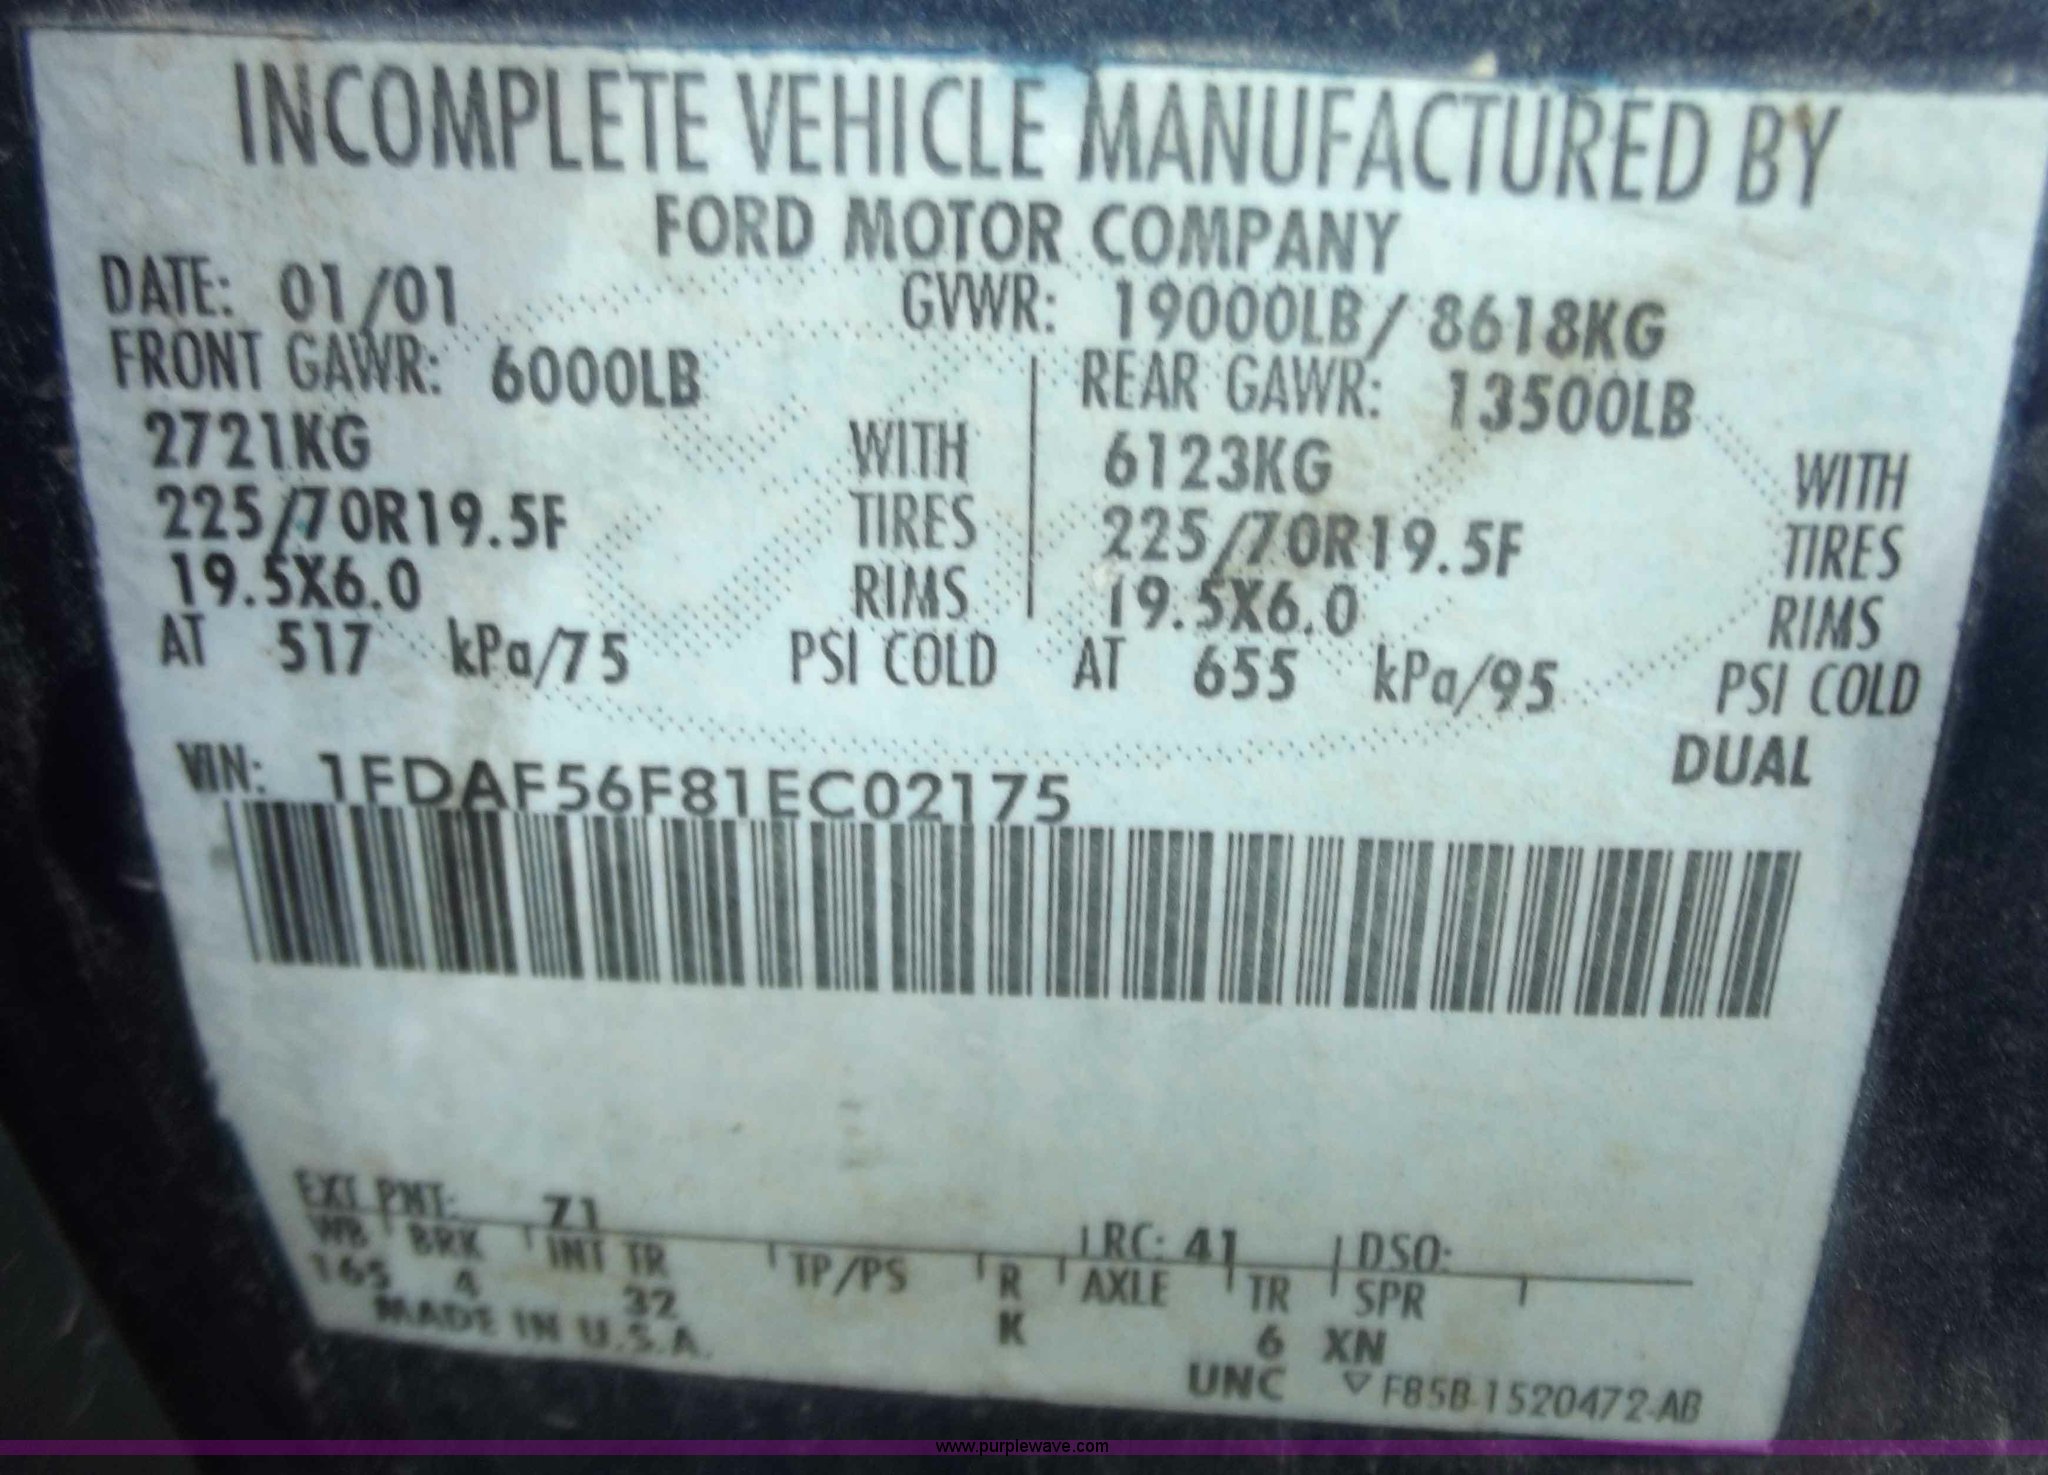 INCOMPLETE VEHICLE MANUFACTURED BY
FORD MOTOR COMPANY
DATE: 01/01 GVWR: 19000LB/ 8618KG
FRONT GAWR: 6000LB REAR GAWR: 13500LB
2721KG WITH 6123KG WITH
225/70R19.5F TIRES 225/70R19.5F TIRES
19.5X6.0 RIMS 19.5X6.0 RIMS
AT 517 kPa/75 PSI COLD AT 655 kPa/95 PSI COLD
DUAL
VIN: 1FDAF56F81EC02175
EXT PNT: Z1 RC: 41 DSO:
WB BRK INT TR TP/PS R AXLE TR SPR
165 4 32 K 6 XN
MADE IN U.S.A. UNC ▽ F85B-1520472-AB
www.purplewave.com